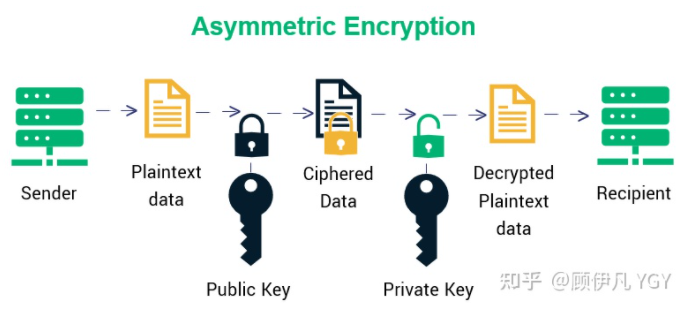 Asymmetric Encryption
Sender
Plaintext
data
Ciphered
Data
Decrypted
Plaintext
data
Recipient
Public Key
Private Key
知乎 @顾伊凡 YGY